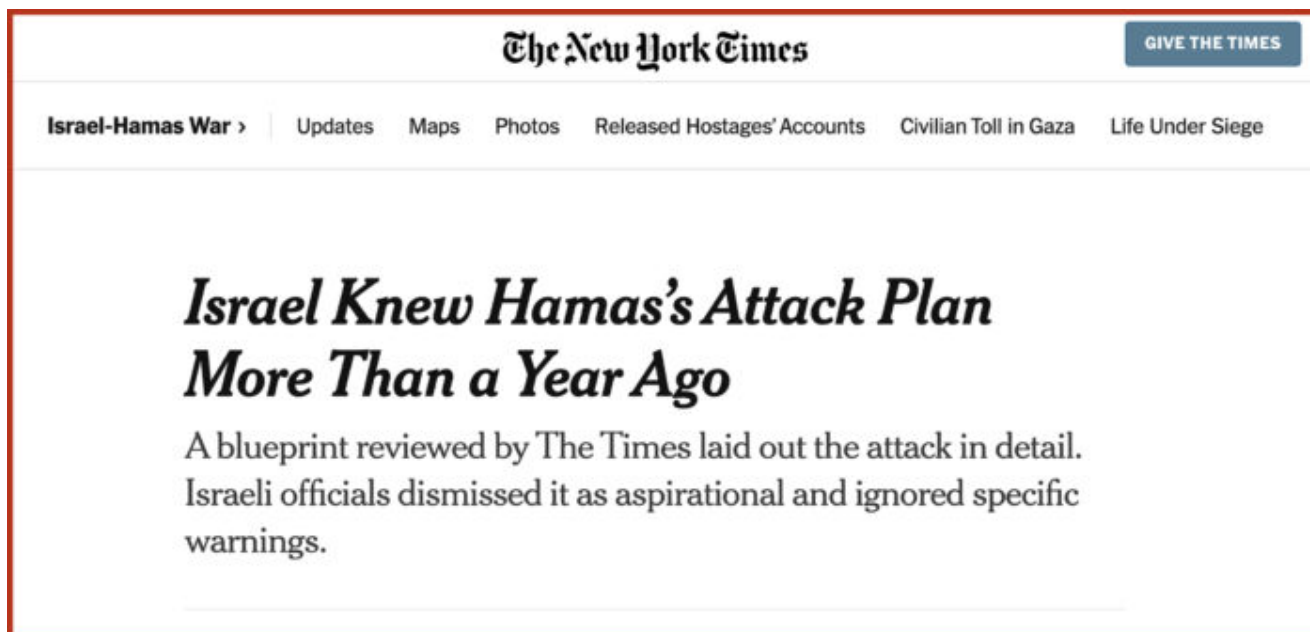 The New York Times
GIVE THE TIMES
Israel-Hamas War › Updates Maps Photos Released Hostages' Accounts Civilian Toll in Gaza Life Under Siege
Israel Knew Hamas’s Attack Plan
More Than a Year Ago
A blueprint reviewed by The Times laid out the attack in detail.
Israeli officials dismissed it as aspirational and ignored specific
warnings.